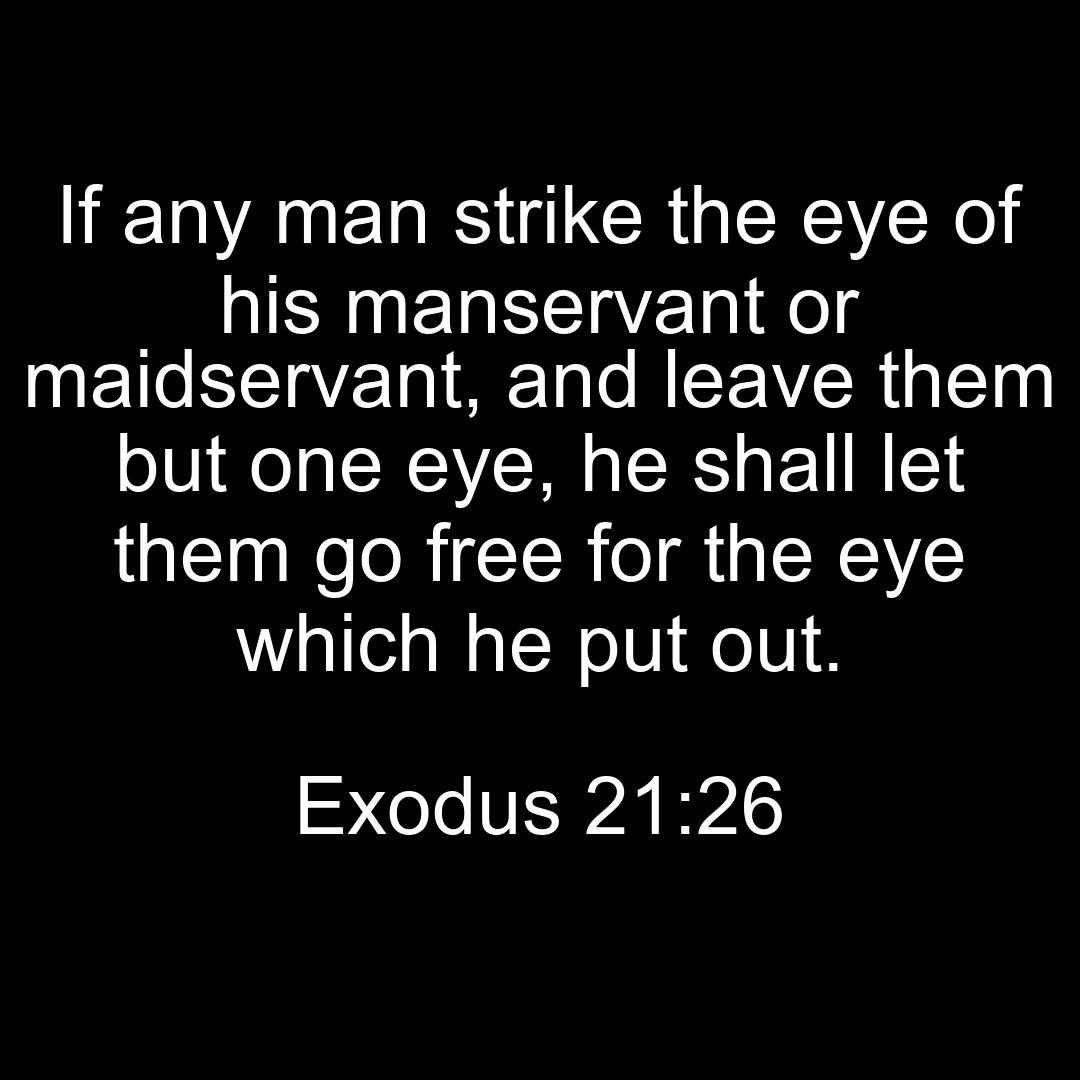 If any man strike the eye of
his manservant or
maidservant, and leave them
but one eye, he shall let
them go free for the eye
which he put out.
Exodus 21:26